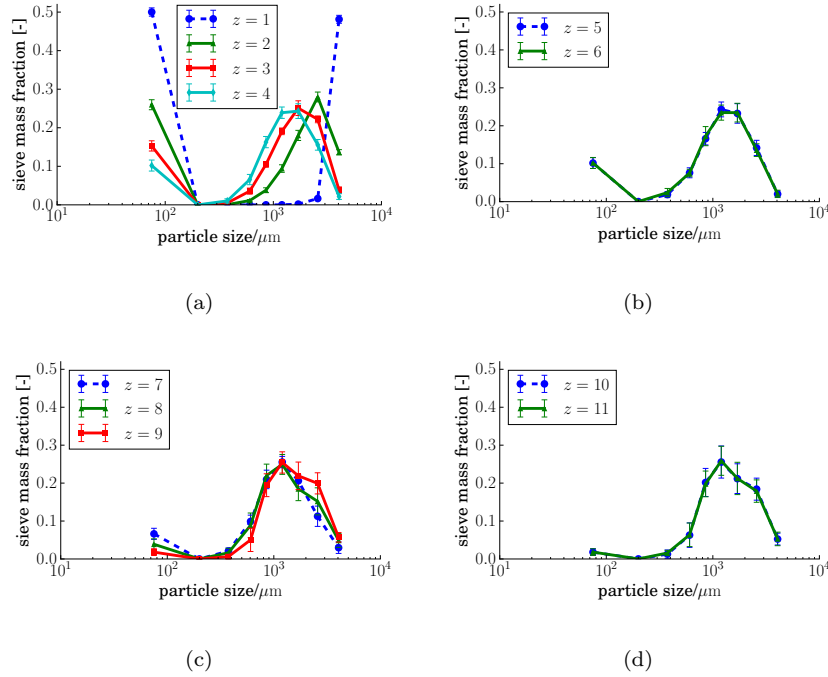 sieve mass fraction [-]
0.5
0.4
0.3
0.2
0.1
0.0
10^1
10^2
10^3
10^4
particle size/μm
z = 1
z = 2
z = 3
z = 4
(a)
sieve mass fraction [-]
0.5
0.4
0.3
0.2
0.1
0.0
10^1
10^2
10^3
10^4
particle size/μm
z = 5
z = 6
(b)
sieve mass fraction [-]
0.5
0.4
0.3
0.2
0.1
0.0
10^1
10^2
10^3
10^4
particle size/μm
z = 7
z = 8
z = 9
(c)
sieve mass fraction [-]
0.5
0.4
0.3
0.2
0.1
0.0
10^1
10^2
10^3
10^4
particle size/μm
z = 10
z = 11
(d)